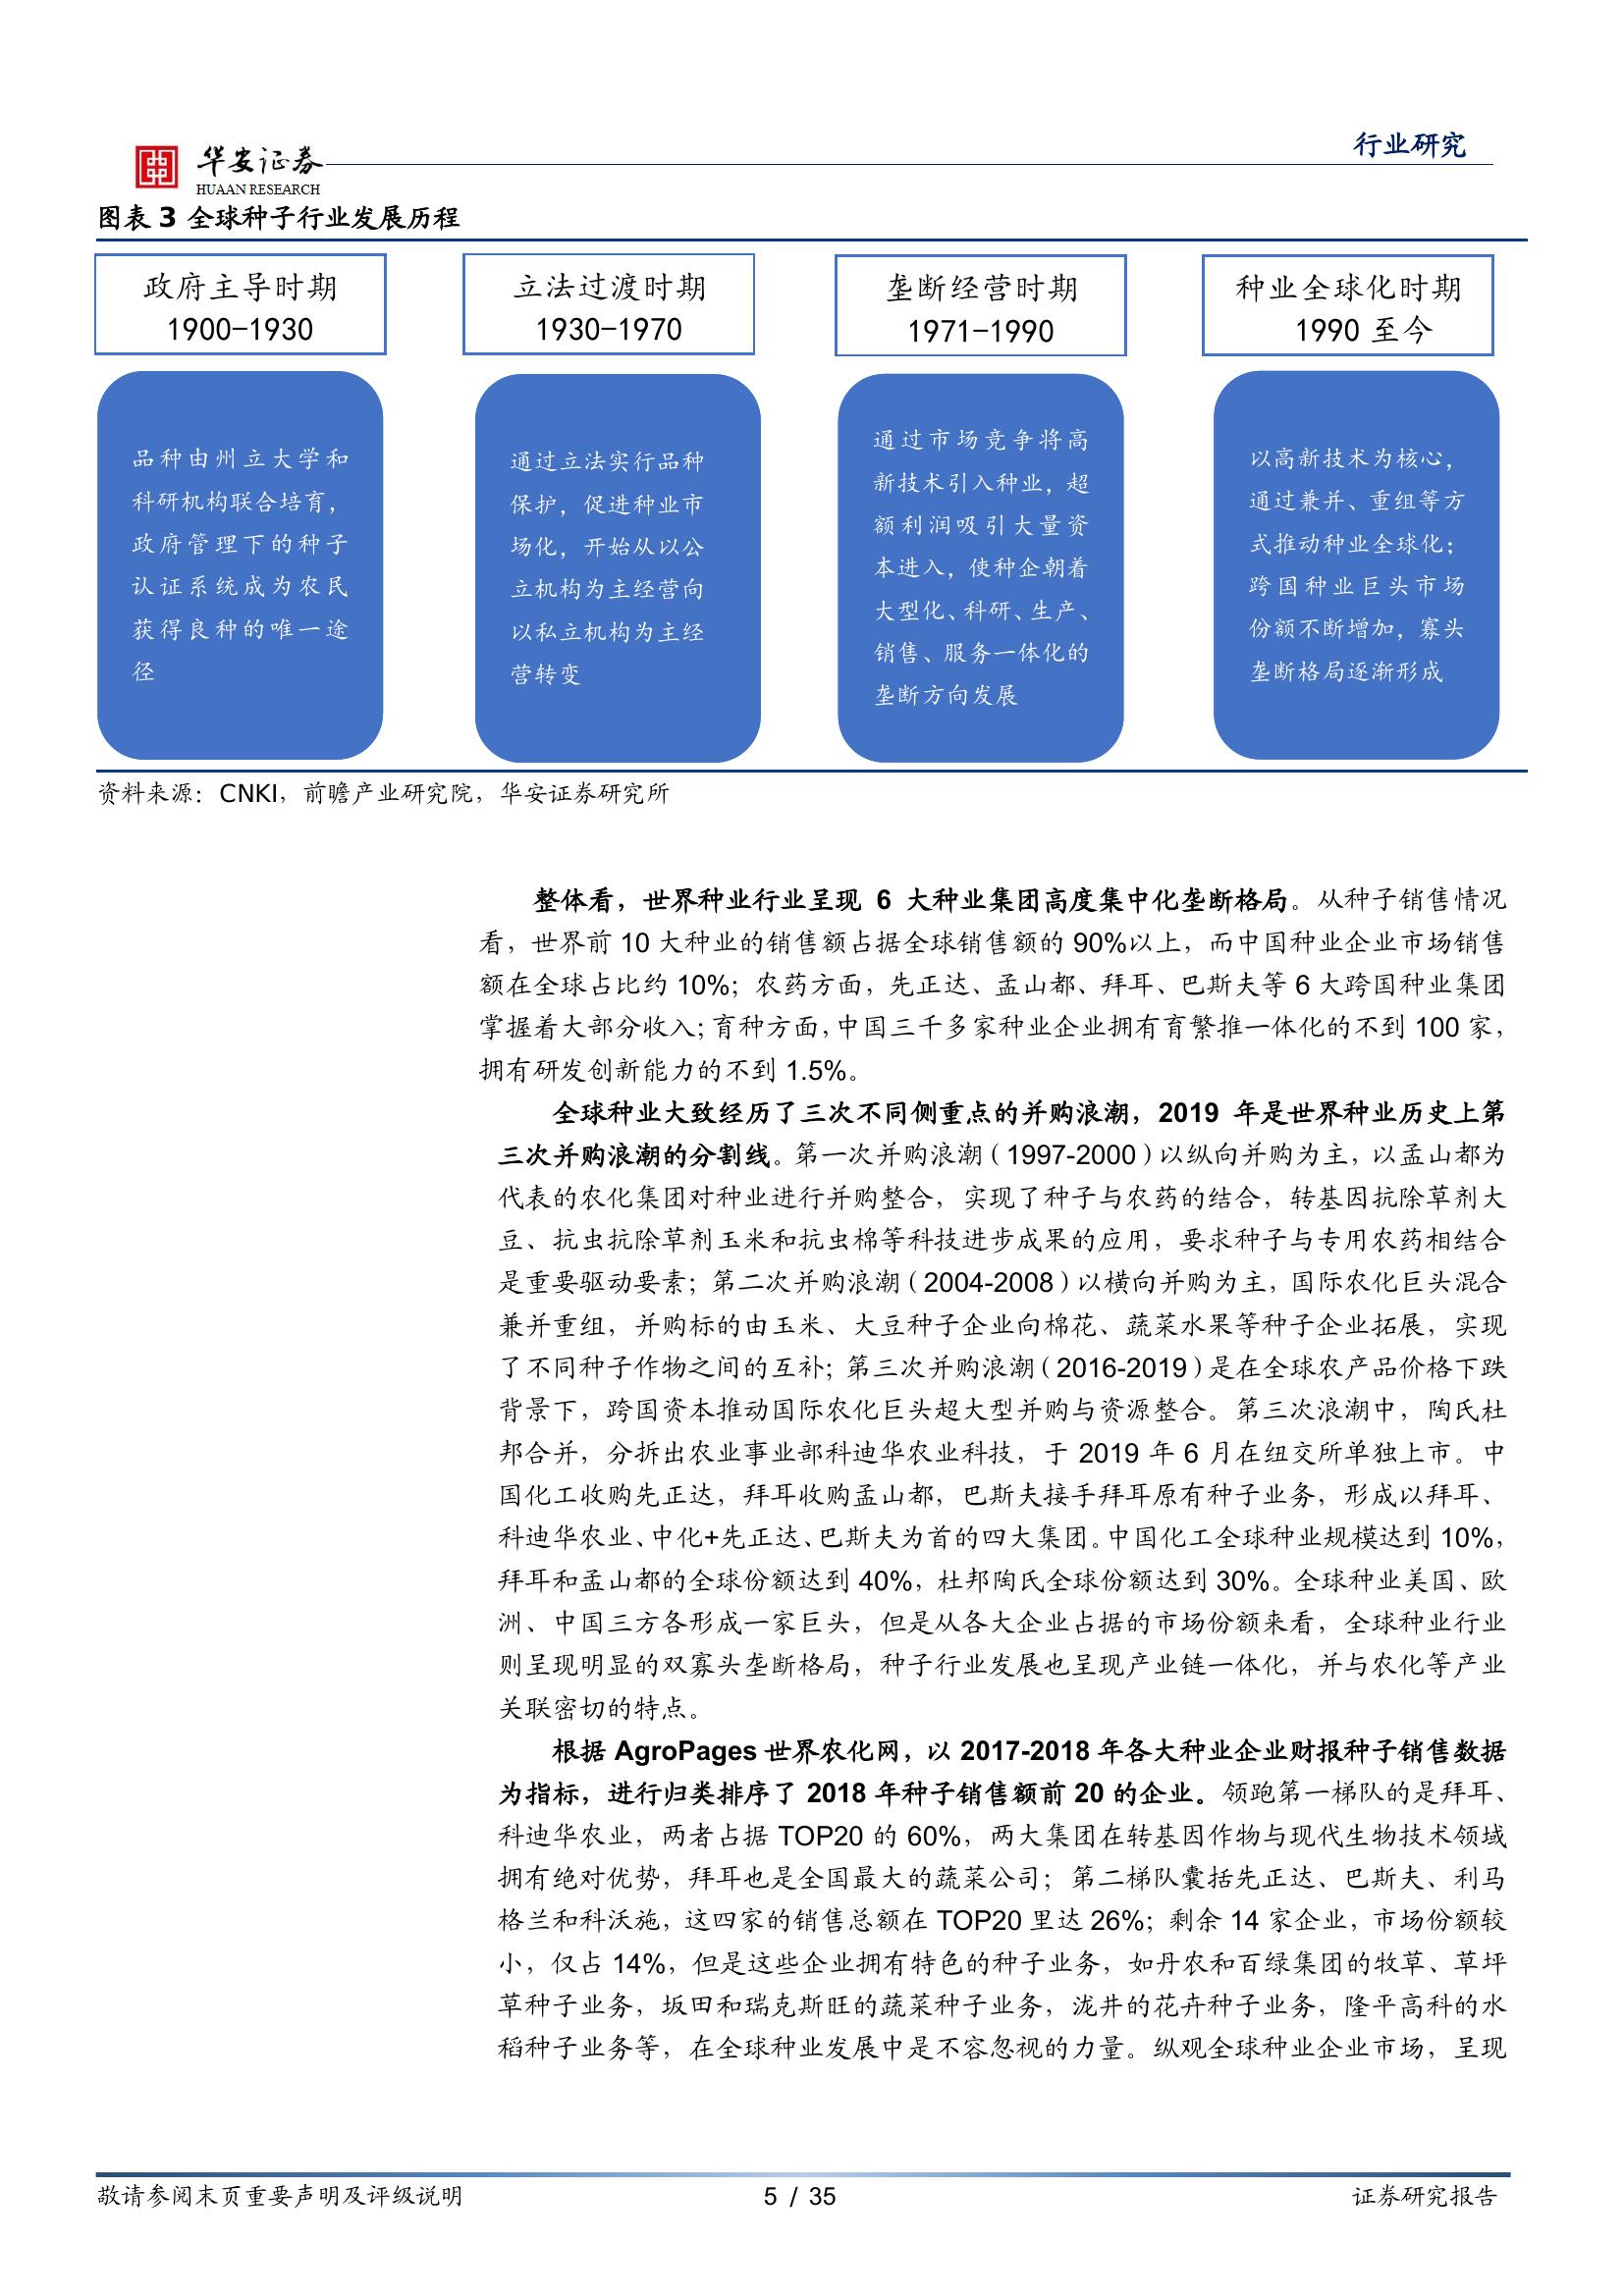 华安证券
HUAAN RESEARCH
行业研究
图表 3 全球种子行业发展历程
政府主导时期
1900-1930
品种由州立大学和
科研机构联合培育，
政府管理下的种子
认证系统成为农民
获得良种的唯一途
径
立法过渡时期
1930-1970
通过立法实行品种
保护，促进种业市
场化，开始从以公
立机构为主经营向
以私立机构为主经
营转变
垄断经营时期
1971-1990
通过市场竞争将高
新技术引入种业，超
额利润吸引大量资
本进入，使种企朝着
大型化、科研、生产、
销售、服务一体化的
垄断方向发展
种业全球化时期
1990 至今
以高新技术为核心，
通过兼并、重组等方
式推动种业全球化；
跨国种业巨头市场
份额不断增加，寡头
垄断格局逐渐形成
资料来源：CNKI，前瞻产业研究院，华安证券研究所
整体看，世界种业行业呈现 6 大种业集团高度集中化垄断格局。从种子销售情况
看，世界前 10 大种业的销售额占据全球销售额的 90%以上，而中国种业企业市场销售
额在全球占比约 10%；农药方面，先正达、孟山都、拜耳、巴斯夫等 6 大跨国种业集团
掌握着大部分收入；育种方面，中国三千多家种业企业拥有育繁推一体化的不到 100 家，
拥有研发创新能力的不到 1.5%。
全球种业大致经历了三次不同侧重点的并购浪潮，2019 年是世界种业历史上第
三次并购浪潮的分割线。第一次并购浪潮（1997-2000）以纵向并购为主，以孟山都为
代表的农化集团对种业进行并购整合，实现了种子与农药的结合，转基因抗除草剂大
豆、抗虫抗除草剂玉米和抗虫棉等科技进步成果的应用，要求种子与专用农药相结合
是重要驱动要素；第二次并购浪潮（2004-2008）以横向并购为主，国际农化巨头混合
兼并重组，并购标的由玉米、大豆种子企业向棉花、蔬菜水果等种子企业拓展，实现
了不同种子作物之间的互补；第三次并购浪潮（2016-2019）是在全球农产品价格下跌
背景下，跨国资本推动国际农化巨头超大型并购与资源整合。第三次浪潮中，陶氏杜
邦合并，分拆出农业事业部科迪华农业科技，于 2019 年 6 月在纽交所单独上市。中
国化工收购先正达，拜耳收购孟山都，巴斯夫接手拜耳原有种子业务，形成以拜耳、
科迪华农业、中化+先正达、巴斯夫为首的四大集团。中国化工全球种业规模达到 10%，
拜耳和孟山都的全球份额达到 40%，杜邦陶氏全球份额达到 30%。全球种业美国、欧
洲、中国三方各形成一家巨头，但是从各大企业占据的市场份额来看，全球种业行业
则呈现明显的双寡头垄断格局，种子行业发展也呈现产业链一体化，并与农化等产业
关联密切的特点。
根据 AgroPages 世界农化网，以 2017-2018 年各大种业企业财报种子销售数据
为指标，进行归类排序了 2018 年种子销售额前 20 的企业。领跑第一梯队的是拜耳、
科迪华农业，两者占据 TOP20 的 60%，两大集团在转基因作物与现代生物技术领域
拥有绝对优势，拜耳也是全国最大的蔬菜公司；第二梯队囊括先正达、巴斯夫、利马
格兰和科沃施，这四家的销售总额在 TOP20 里达 26%；剩余 14 家企业，市场份额较
小，仅占 14%，但是这些企业拥有特色的种子业务，如丹农和百绿集团的牧草、草坪
草种子业务，坂田和瑞克斯旺的蔬菜种子业务，泷井的花卉种子业务，隆平高科的水
稻种子业务等，在全球种业发展中是不容忽视的力量。纵观全球种业企业市场，呈现
敬请参阅末页重要声明及评级说明
5 / 35
证券研究报告